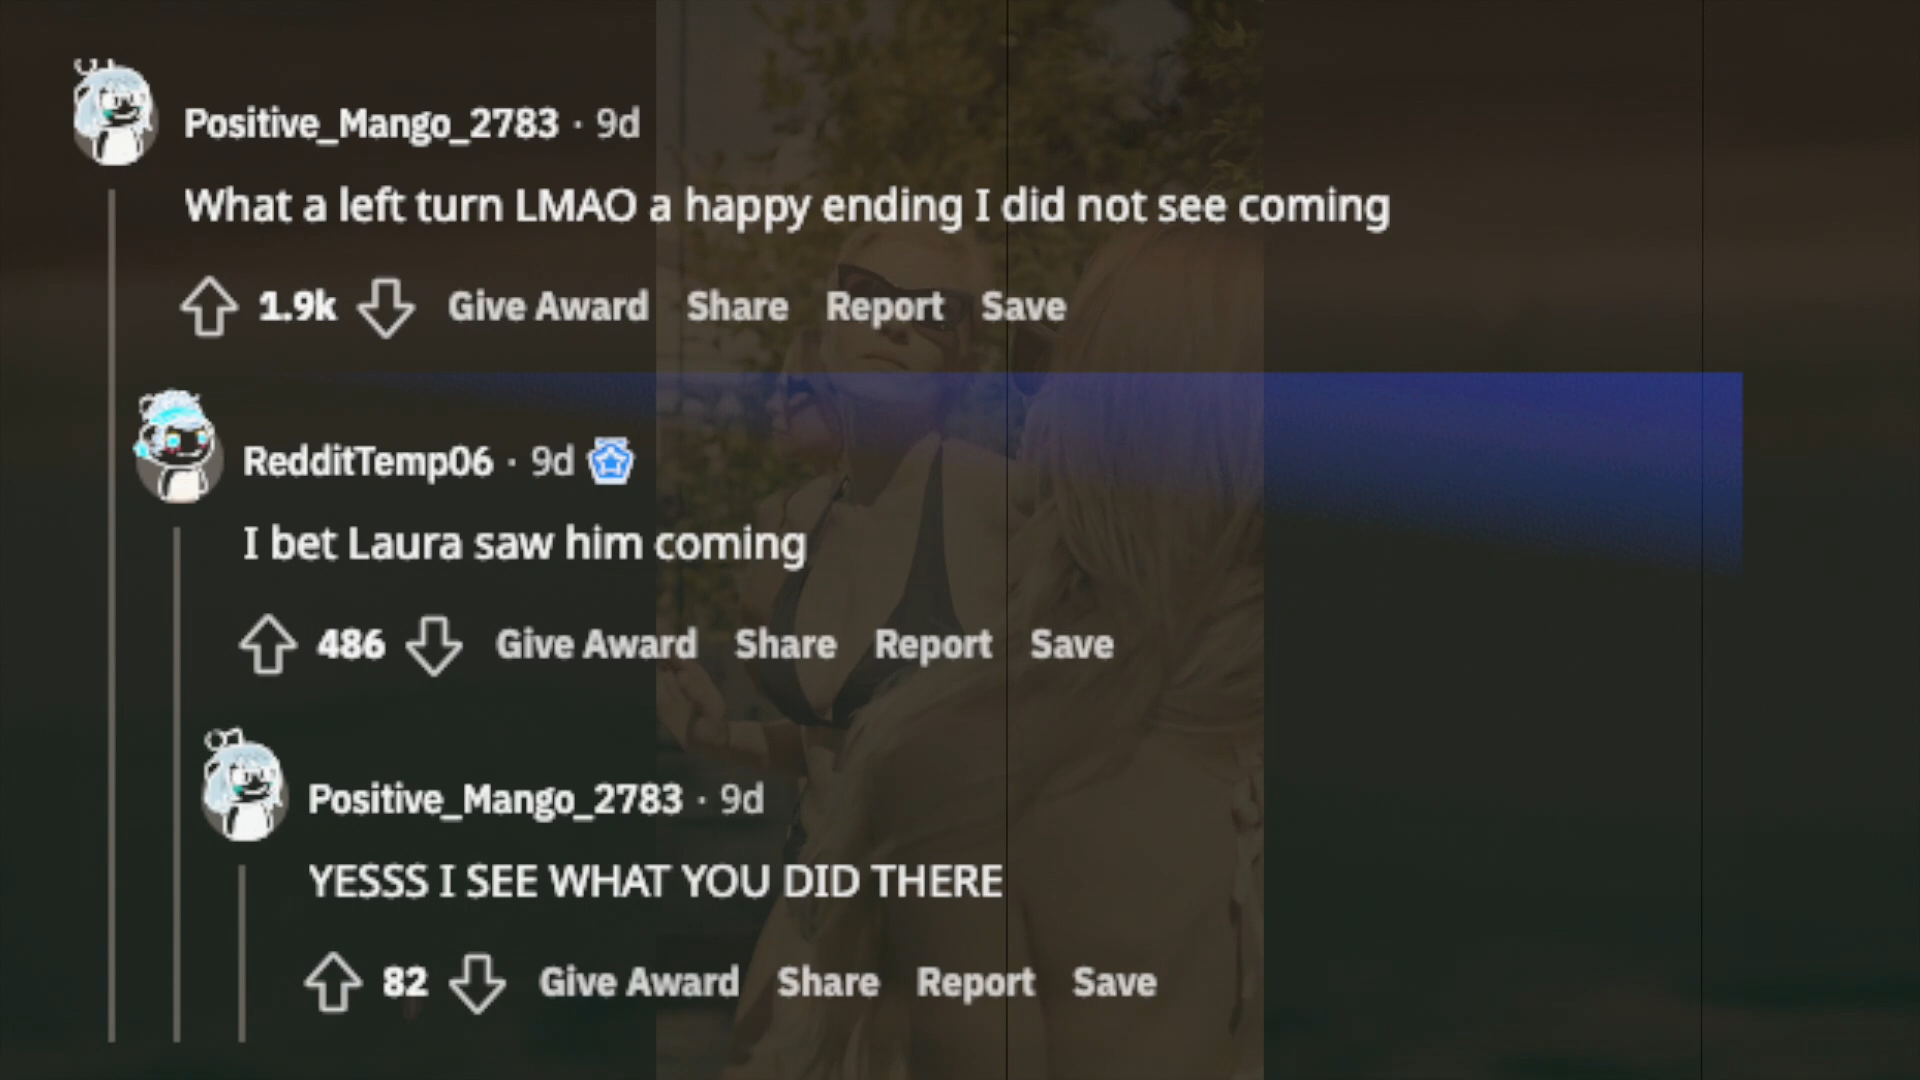 Positive_Mango_2783 · 9d
What a left turn LMAO a happy ending I did not see coming
1.9k Give Award Share Report Save
RedditTemp06 · 9d
I bet Laura saw him coming
486 Give Award Share Report Save
Positive_Mango_2783 · 9d
YESSS I SEE WHAT YOU DID THERE
82 Give Award Share Report Save